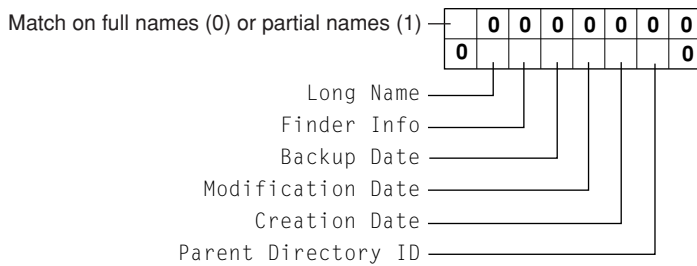 Match on full names (0) or partial names (1) 0 0 0 0 0 0 0
0 0
Long Name
Finder Info
Backup Date
Modification Date
Creation Date
Parent Directory ID